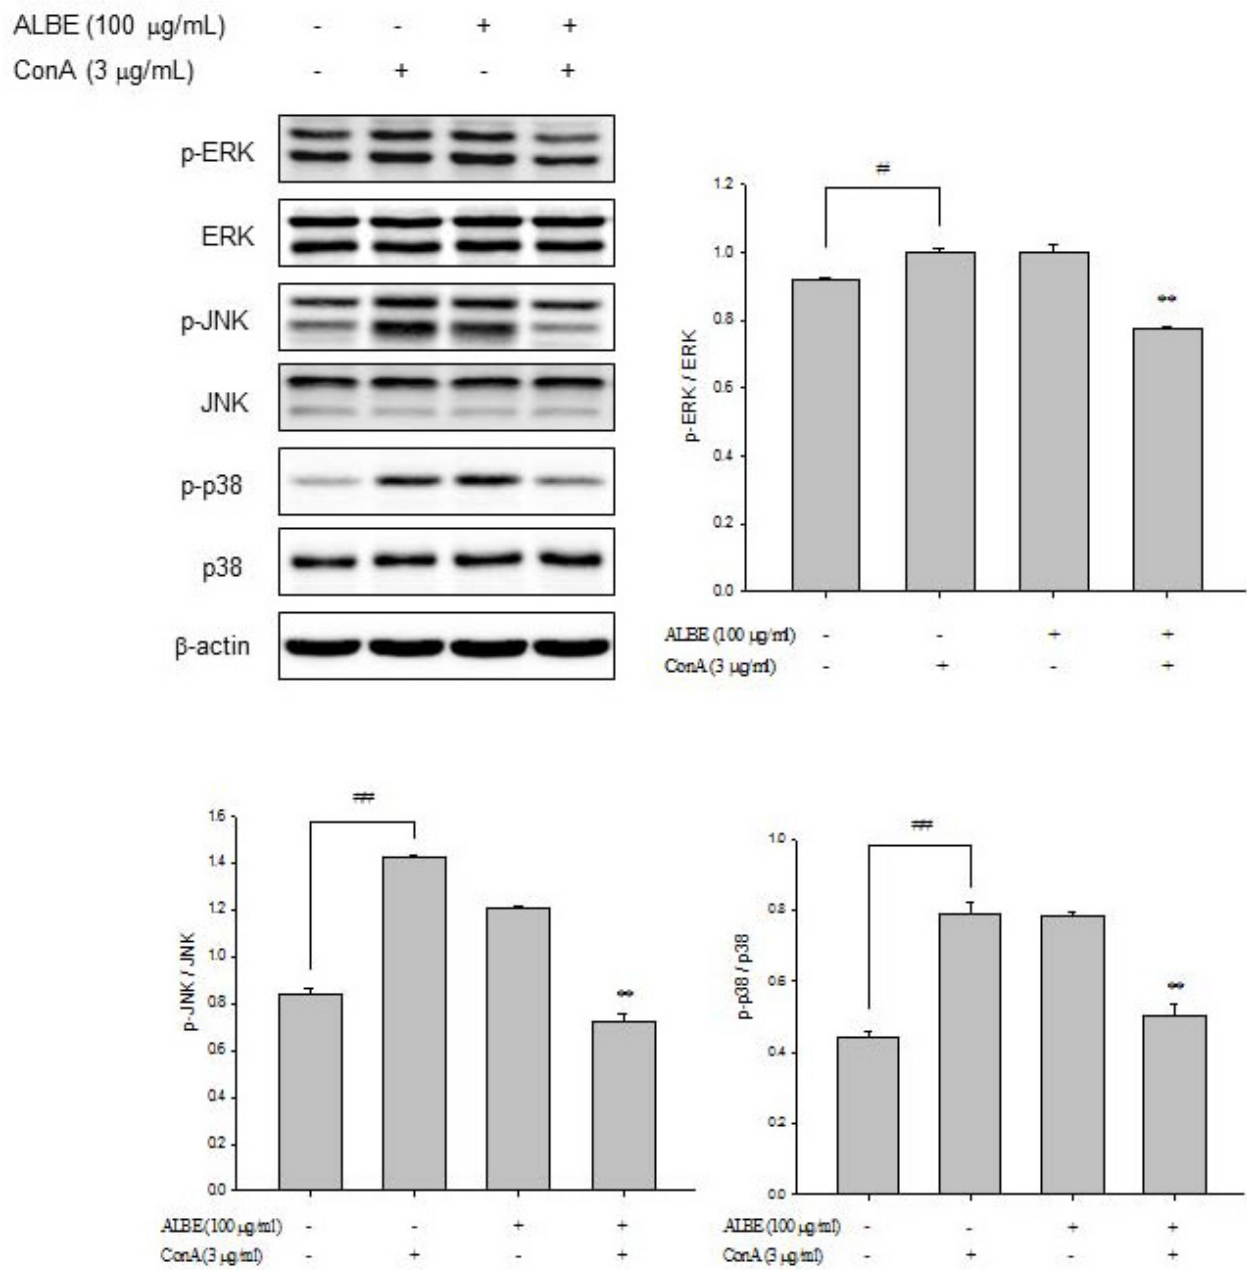 ALBE (100 μg/mL) - - + +
ConA (3 μg/mL) - + - +
p-ERK
ERK
p-JNK
JNK
p-p38
p38
β-actin
#
1.2
1.0
0.8
0.6
0.4
0.2
0.0
**
p-ERK / ERK
ALBE (100 μg/ml) - - + +
ConA (3 μg/ml) - + - +
##
1.6
1.4
1.2
1.0
0.8
0.6
0.4
0.2
0.0
**
p-JNK / JNK
ALBE (100 μg/ml) - - + +
ConA (3 μg/ml) - + - +
##
1.0
0.8
0.6
0.4
0.2
0.0
**
p-p38 / p38
ALBE (100 μg/ml) - - + +
ConA (3 μg/ml) - + - +